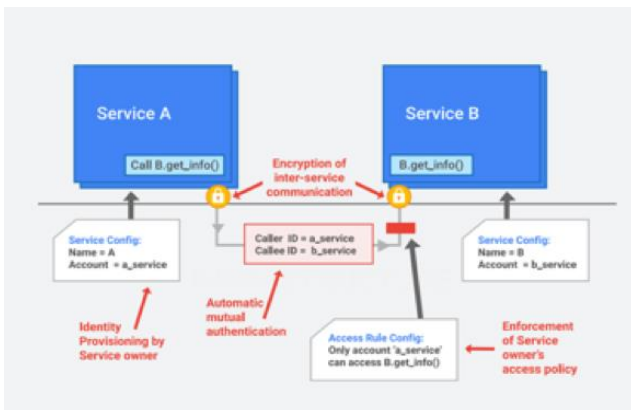 Service A
Service B
Call B.get_info()
B.get_info()
Encryption of
inter-service
communication
Service Config:
Name = A
Account = a_service
Caller ID = a_service
Callee ID = b_service
Service Config:
Name = B
Account = b_service
Identity
Provisioning by
Service owner
Automatic
mutual
authentication
Access Rule Config:
Only account 'a_service'
can access B.get_info()
Enforcement
of Service
owner's
access policy